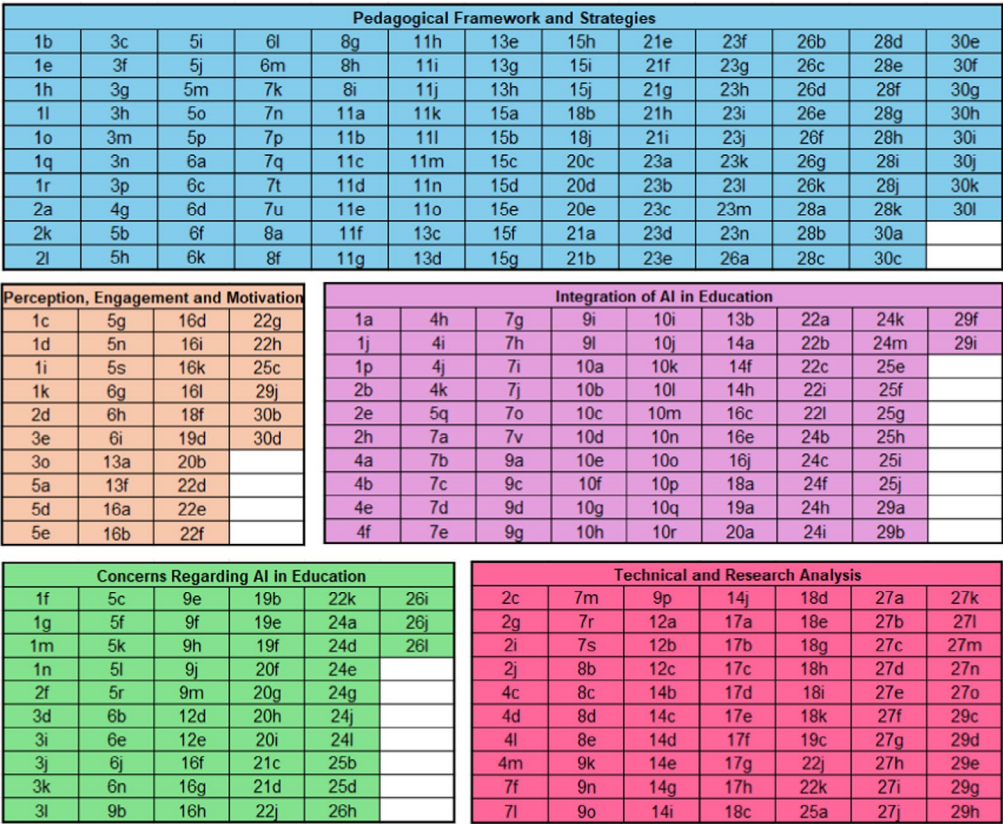 Pedagogical Framework and Strategies
1b 3c 5i 6l 8g 11h 13e 15h 21e 23f 26b 28d 30e
1e 3f 5j 6m 8h 11i 13g 15i 21f 23g 26c 28e 30f
1h 3g 5m 7k 8i 11j 13h 15j 21g 23h 26d 28f 30g
1l 3h 5o 7n 11a 11k 15a 18b 21h 23i 26e 28g 30h
1o 3m 5p 7p 11b 11l 15b 18j 21i 23j 26f 28h 30i
1q 3n 6a 7q 11c 11m 15c 20c 23a 23k 26g 28i 30j
1r 3p 6c 7t 11d 11n 15d 20d 23b 23l 26k 28j 30k
2a 4g 6d 7u 11e 11o 15e 20e 23c 23m 28a 28k 30l
2k 5b 6f 8a 11f 13c 15f 21a 23d 23n 28b 30a
2l 5h 6k 8f 11g 13d 15g 21b 23e 26a 28c 30c
Perception, Engagement and Motivation
1c 5g 16d 22g
1d 5n 16i 22h
1i 5s 16k 25c
1k 6g 16l 29j
2d 6h 18f 30b
3e 6i 19d 30d
3o 13a 20b
5a 13f 22d
5d 16a 22e
5e 16b 22f
Integration of AI in Education
1a 4h 7g 9i 10i 13b 22a 24k 29f
1j 4i 7h 9l 10j 14a 22b 24m 29i
1p 4j 7i 10a 10k 14f 22c 25e
2b 4k 7j 10b 10l 14h 22i 25f
2e 5q 7o 10c 10m 16c 22l 25g
2h 7a 7v 10d 10n 16e 24b 25h
4a 7b 9a 10e 10o 16j 24c 25i
4b 7c 9c 10f 10p 18a 24f 25j
4e 7d 9d 10g 10q 19a 24h 29a
4f 7e 9g 10h 10r 20a 24i 29b
Concerns Regarding AI in Education
1f 5c 9e 19b 22k 26i
1g 5f 9f 19e 24a 26j
1m 5k 9h 19f 24d 26l
1n 5l 9j 20f 24e
2f 5r 9m 20g 24g
3d 6b 12d 20h 24j
3i 6e 12e 20i 24l
3j 6j 16f 21c 25b
3k 6n 16g 21d 25d
3l 9b 16h 22j 26h
Technical and Research Analysis
2c 7m 9p 14j 18d 27a 27k
2g 7r 12a 17a 18e 27b 27l
2i 7s 12b 17b 18g 27c 27m
2j 8b 12c 17c 18h 27d 27n
4c 8c 14b 17d 18i 27e 27o
4d 8d 14c 17e 18k 27f 29c
4l 8e 14d 17f 19c 27g 29d
4m 9k 14e 17g 22j 27h 29e
7f 9n 14g 17h 22k 27i 29g
7l 9o 14i 18c 25a 27j 29h